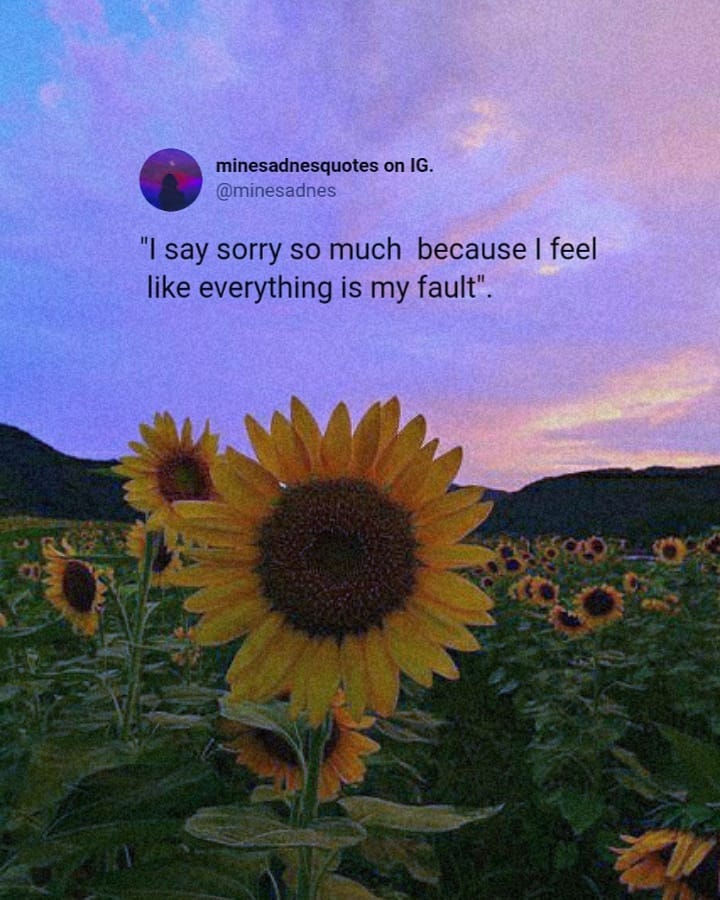 minesadnesquotes on IG.
@minesadnes
"I say sorry so much  because I feel
like everything is my fault".